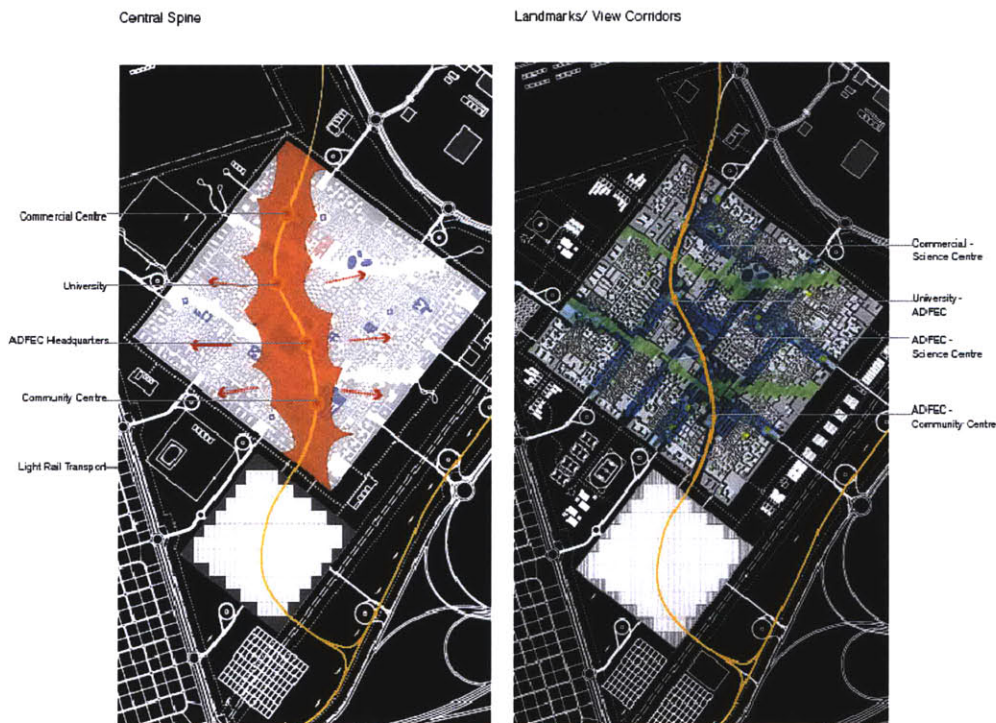 Central Spine
Landmarks/ View Corridors
Commercial Centre
University
ADFEC Headquarters
Community Centre
Light Rail Transport
Commercial -
Science Centre
University -
ADFEC
ADFEC -
Science Centre
ADFEC -
Community Centre